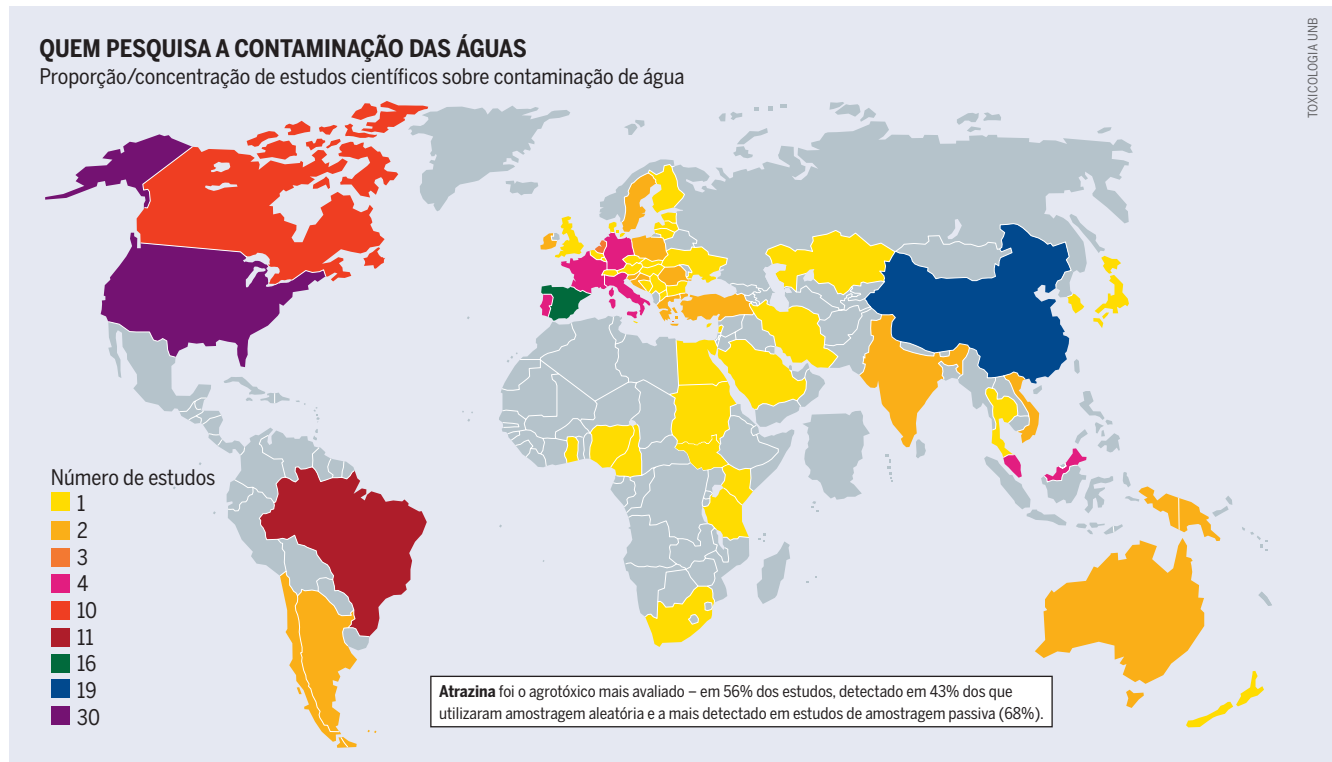 QUEM PESQUISA A CONTAMINAÇÃO DAS ÁGUAS
Proporção/concentração de estudos científicos sobre contaminação de água
TOXICOLOGIA UNB
Número de estudos
1
2
3
4
10
11
16
19
30
Atrazina foi o agrotóxico mais avaliado – em 56% dos estudos, detectado em 43% dos que
utilizaram amostragem aleatória e a mais detectado em estudos de amostragem passiva (68%).